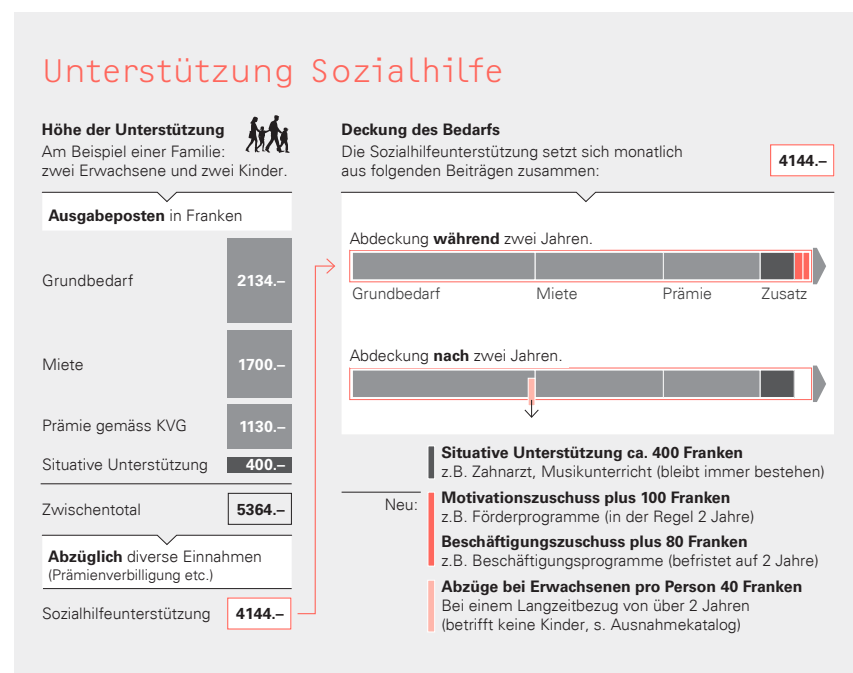 Unterstützung Sozialhilfe
Höhe der Unterstützung
Am Beispiel einer Familie:
zwei Erwachsene und zwei Kinder.
Ausgabeposten in Franken
Grundbedarf 2134.–
Miete 1700.–
Prämie gemäss KVG 1130.–
Situative Unterstützung 400.–
Zwischentotal 5364.–
Abzüglich diverse Einnahmen
(Prämienverbilligung etc.)
Sozialhilfeunterstützung 4144.–
Deckung des Bedarfs
Die Sozialhilfeunterstützung setzt sich monatlich
aus folgenden Beiträgen zusammen:
4144.–
Abdeckung während zwei Jahren.
Grundbedarf Miete Prämie Zusatz
Abdeckung nach zwei Jahren.
Situative Unterstützung ca. 400 Franken
z.B. Zahnarzt, Musikunterricht (bleibt immer bestehen)
Neu: Motivationszuschuss plus 100 Franken
z.B. Förderprogramme (in der Regel 2 Jahre)
Beschäftigungszuschuss plus 80 Franken
z.B. Beschäftigungsprogramme (befristet auf 2 Jahre)
Abzüge bei Erwachsenen pro Person 40 Franken
Bei einem Langzeitbezug von über 2 Jahren
(betrifft keine Kinder, s. Ausnahmekatalog)